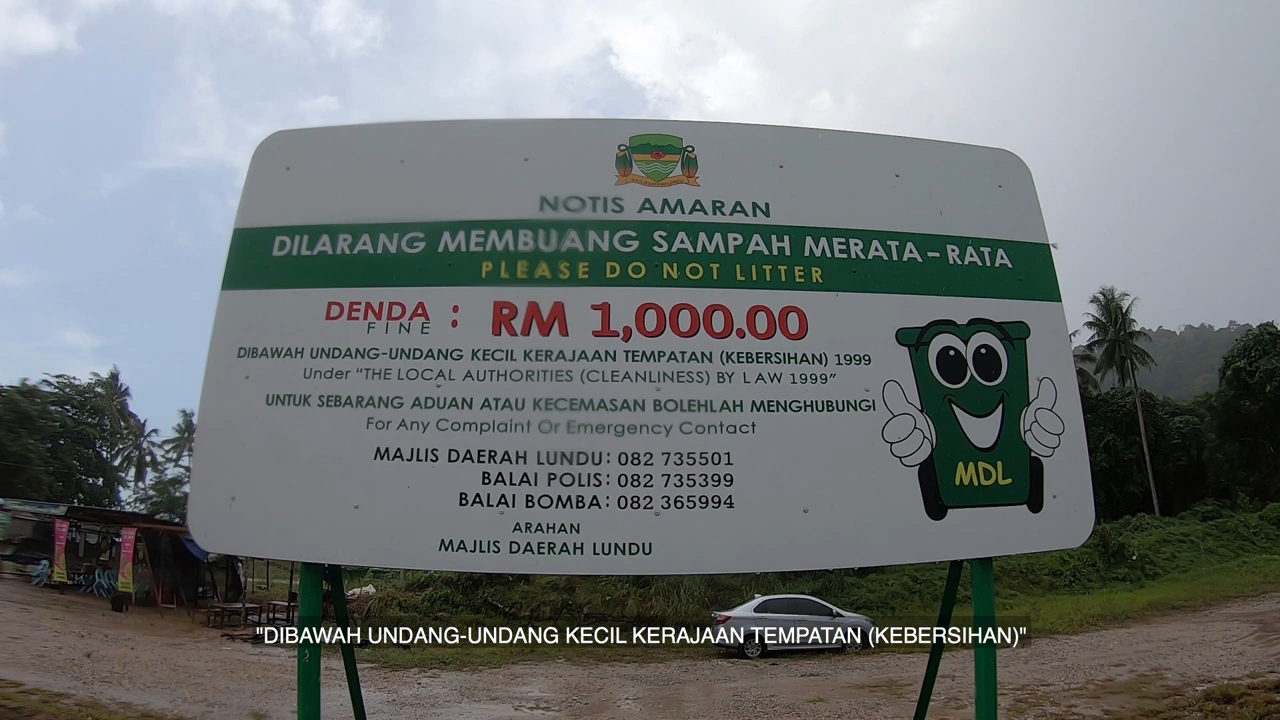 NOTIS AMARAN
DILARANG MEMBUANG SAMPAH MERATA-RATA
PLEASE DO NOT LITTER
DENDA : RM 1,000.00
FINE
DIBAWAH UNDANG-UNDANG KECIL KERAJAAN TEMPATAN (KEBERSIHAN) 1999
Under "THE LOCAL AUTHORITIES (CLEANLINESS) BY LAW 1999"
UNTUK SEBARANG ADUAN ATAU KECEMASAN BOLEHLAH MENGHUBUNGI
For Any Complaint Or Emergency Contact
MAJLIS DAERAH LUNDU: 082 735501
BALAI POLIS: 082 735399
BALAI BOMBA: 082 365994
ARAHAN
MAJLIS DAERAH LUNDU
MDL
"DIBAWAH UNDANG-UNDANG KECIL KERAJAAN TEMPATAN (KEBERSIHAN)"